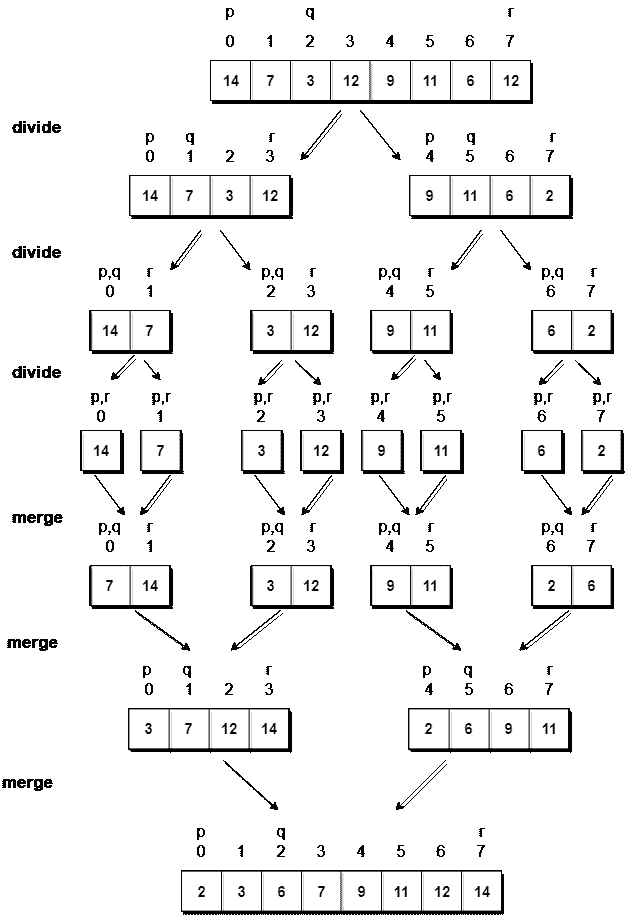 p q r
0 1 2 3 4 5 6 7
14 7 3 12 9 11 6 12
divide
p q r p q r
0 1 2 3 4 5 6 7
14 7 3 12 9 11 6 2
divide
p,q r p,q r p,q r p,q r
0 1 2 3 4 5 6 7
14 7 3 12 9 11 6 2
divide
p,r p,r p,r p,r p,r p,r p,r p,r
0 1 2 3 4 5 6 7
14 7 3 12 9 11 6 2
merge
p,q r p,q r p,q r p,q r
0 1 2 3 4 5 6 7
7 14 3 12 9 11 2 6
merge
p q r p q r
0 1 2 3 4 5 6 7
3 7 12 14 2 6 9 11
merge
p q r
0 1 2 3 4 5 6 7
2 3 6 7 9 11 12 14